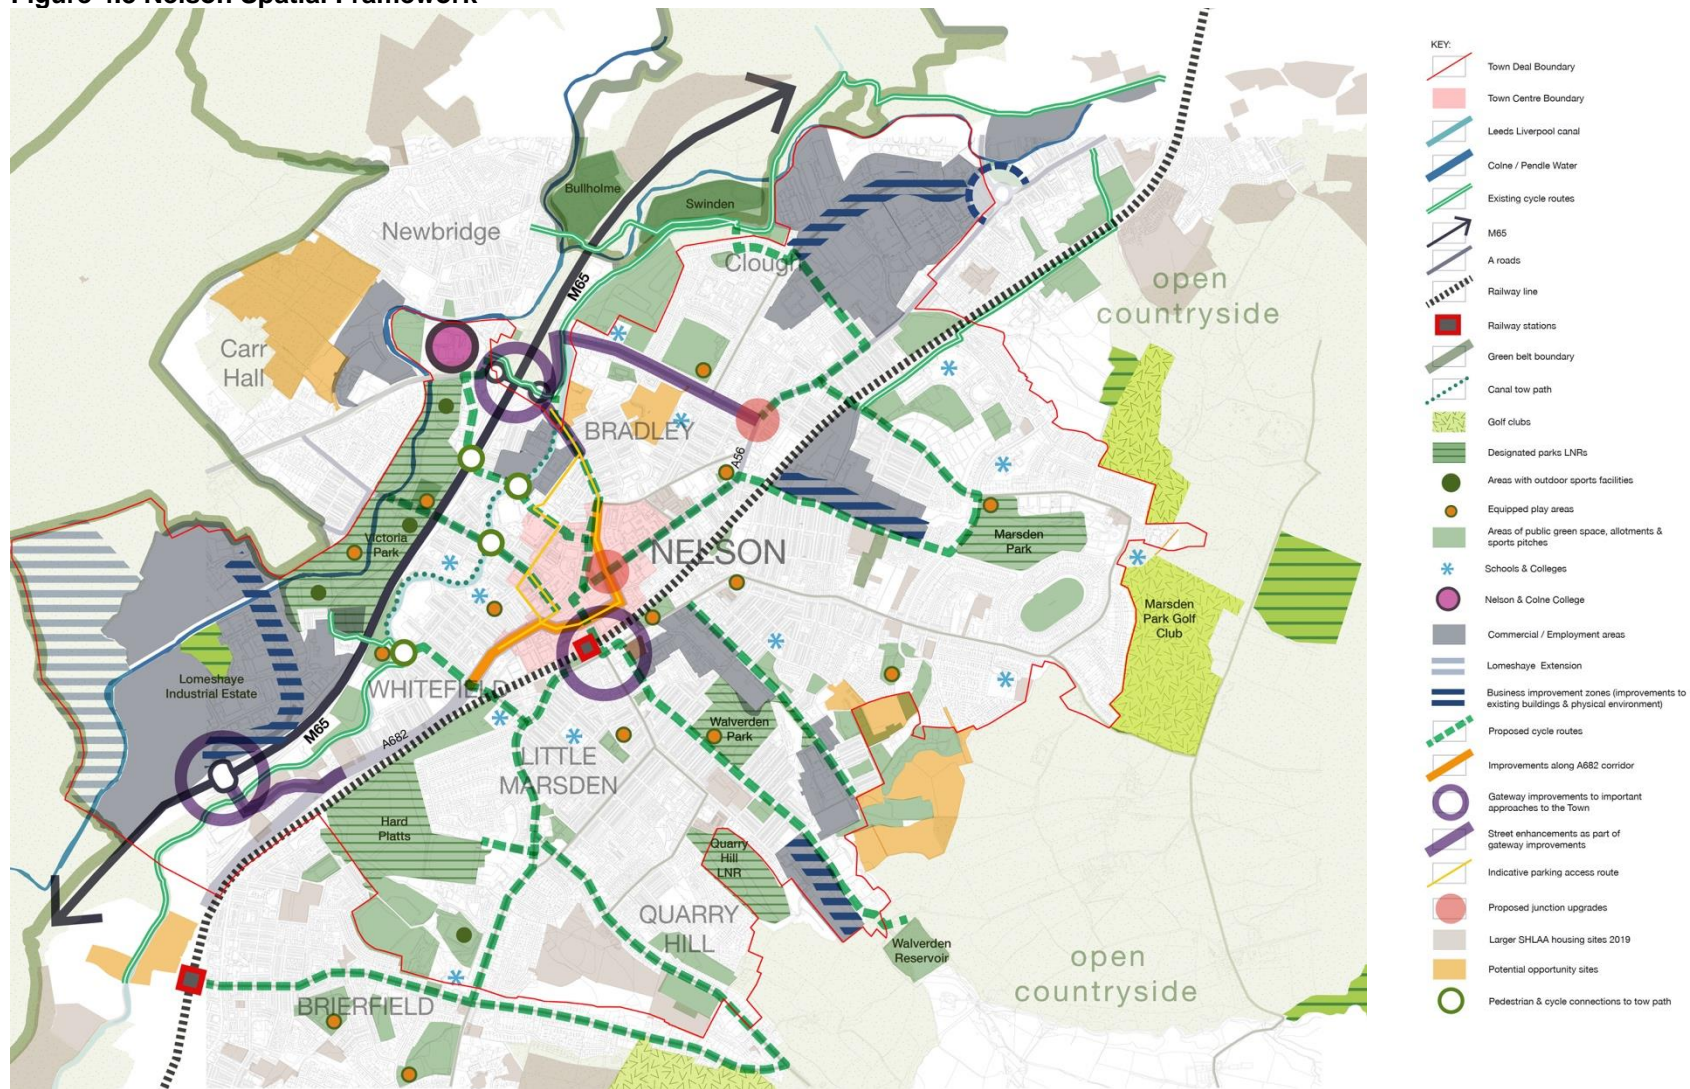 Figure 4.3 Nelson Spatial Framework
Bullholme
Swinden
Newbridge
Clough
M65
open
countryside
Carr
Hall
BRADLEY
A56
NELSON
Victoria
Park
Marsden
Park
Marsden
Park Golf
Club
Lomeshaye
Industrial Estate
WHITEFIELD
M65
A682
Walverden
Park
LITTLE
MARSDEN
Hard
Platts
Quarry
Hill
LNR
QUARRY
HILL
Walverden
Reservoir
open
countryside
BRIERFIELD
KEY:
Town Deal Boundary
Town Centre Boundary
Leeds Liverpool canal
Colne / Pendle Water
Existing cycle routes
M65
A roads
Railway line
Railway stations
Green belt boundary
Canal tow path
Golf clubs
Designated parks LNRs
Areas with outdoor sports facilities
Equipped play areas
Areas of public green space, allotments &
sports pitches
Schools & Colleges
Nelson & Colne College
Commercial / Employment areas
Lomeshaye Extension
Business improvement zones (improvements to
existing buildings & physical environment)
Proposed cycle routes
Improvements along A682 corridor
Gateway improvements to important
approaches to the Town
Street enhancements as part of
gateway improvements
Indicative parking access route
Proposed junction upgrades
Larger SHLAA housing sites 2019
Potential opportunity sites
Pedestrian & cycle connections to tow path